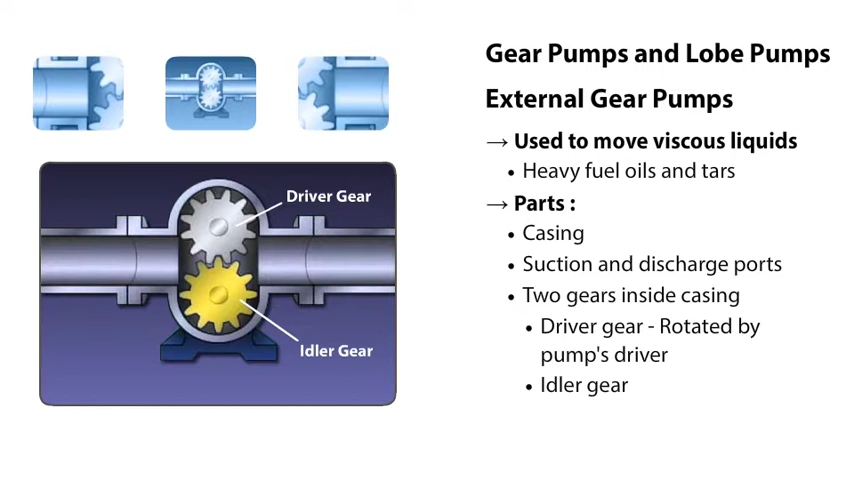 Gear Pumps and Lobe Pumps
External Gear Pumps
→ Used to move viscous liquids
• Heavy fuel oils and tars
→ Parts :
• Casing
• Suction and discharge ports
• Two gears inside casing
• Driver gear - Rotated by
pump's driver
• Idler gear
Driver Gear
Idler Gear